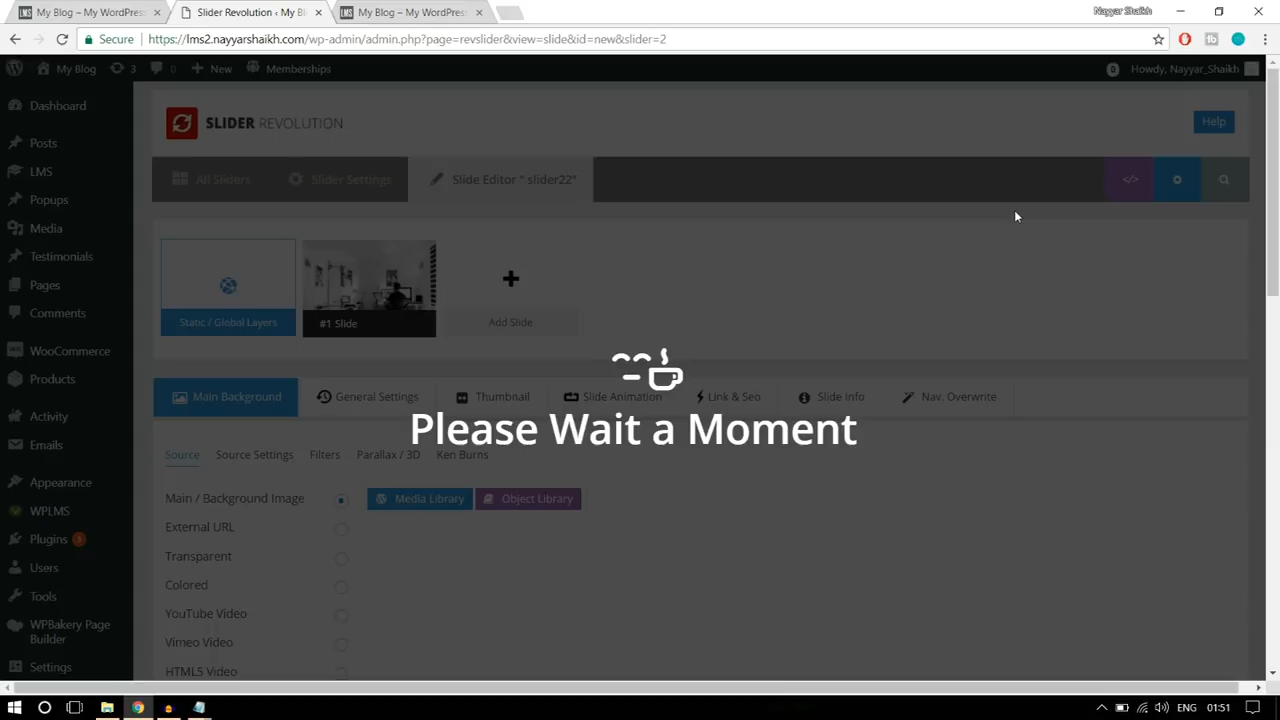 My Blog – My WordPre
Slider Revolution ‹ My Bl
My Blog – My WordPres
Nayyar Shaikh
Secure
https://lms2.nayyarshaikh.com/wp-admin/admin.php?page=revslider&view=slide&id=new&slider=2
My Blog 3 0 New Memberships
0 Howdy, Nayyar_Shaikh
Dashboard
Posts
LMS
Popups
Media
Testimonials
Pages
Comments
WooCommerce
Products
Activity
Emails
Appearance
WPLMS
Plugins 3
Users
Tools
WPBakery Page
Builder
Settings
SLIDER REVOLUTION
Help
All Sliders
Slider Settings
Slide Editor " slider22"
</>
Static / Global Layers
#1 Slide
Add Slide
Please Wait a Moment
Main Background
General Settings
Thumbnail
Slide Animation
Link & Seo
Slide Info
Nav. Overwrite
Source
Source Settings
Filters
Parallax / 3D
Ken Burns
Main / Background Image
Media Library
Object Library
External URL
Transparent
Colored
YouTube Video
Vimeo Video
HTML5 Video
ENG
01:51